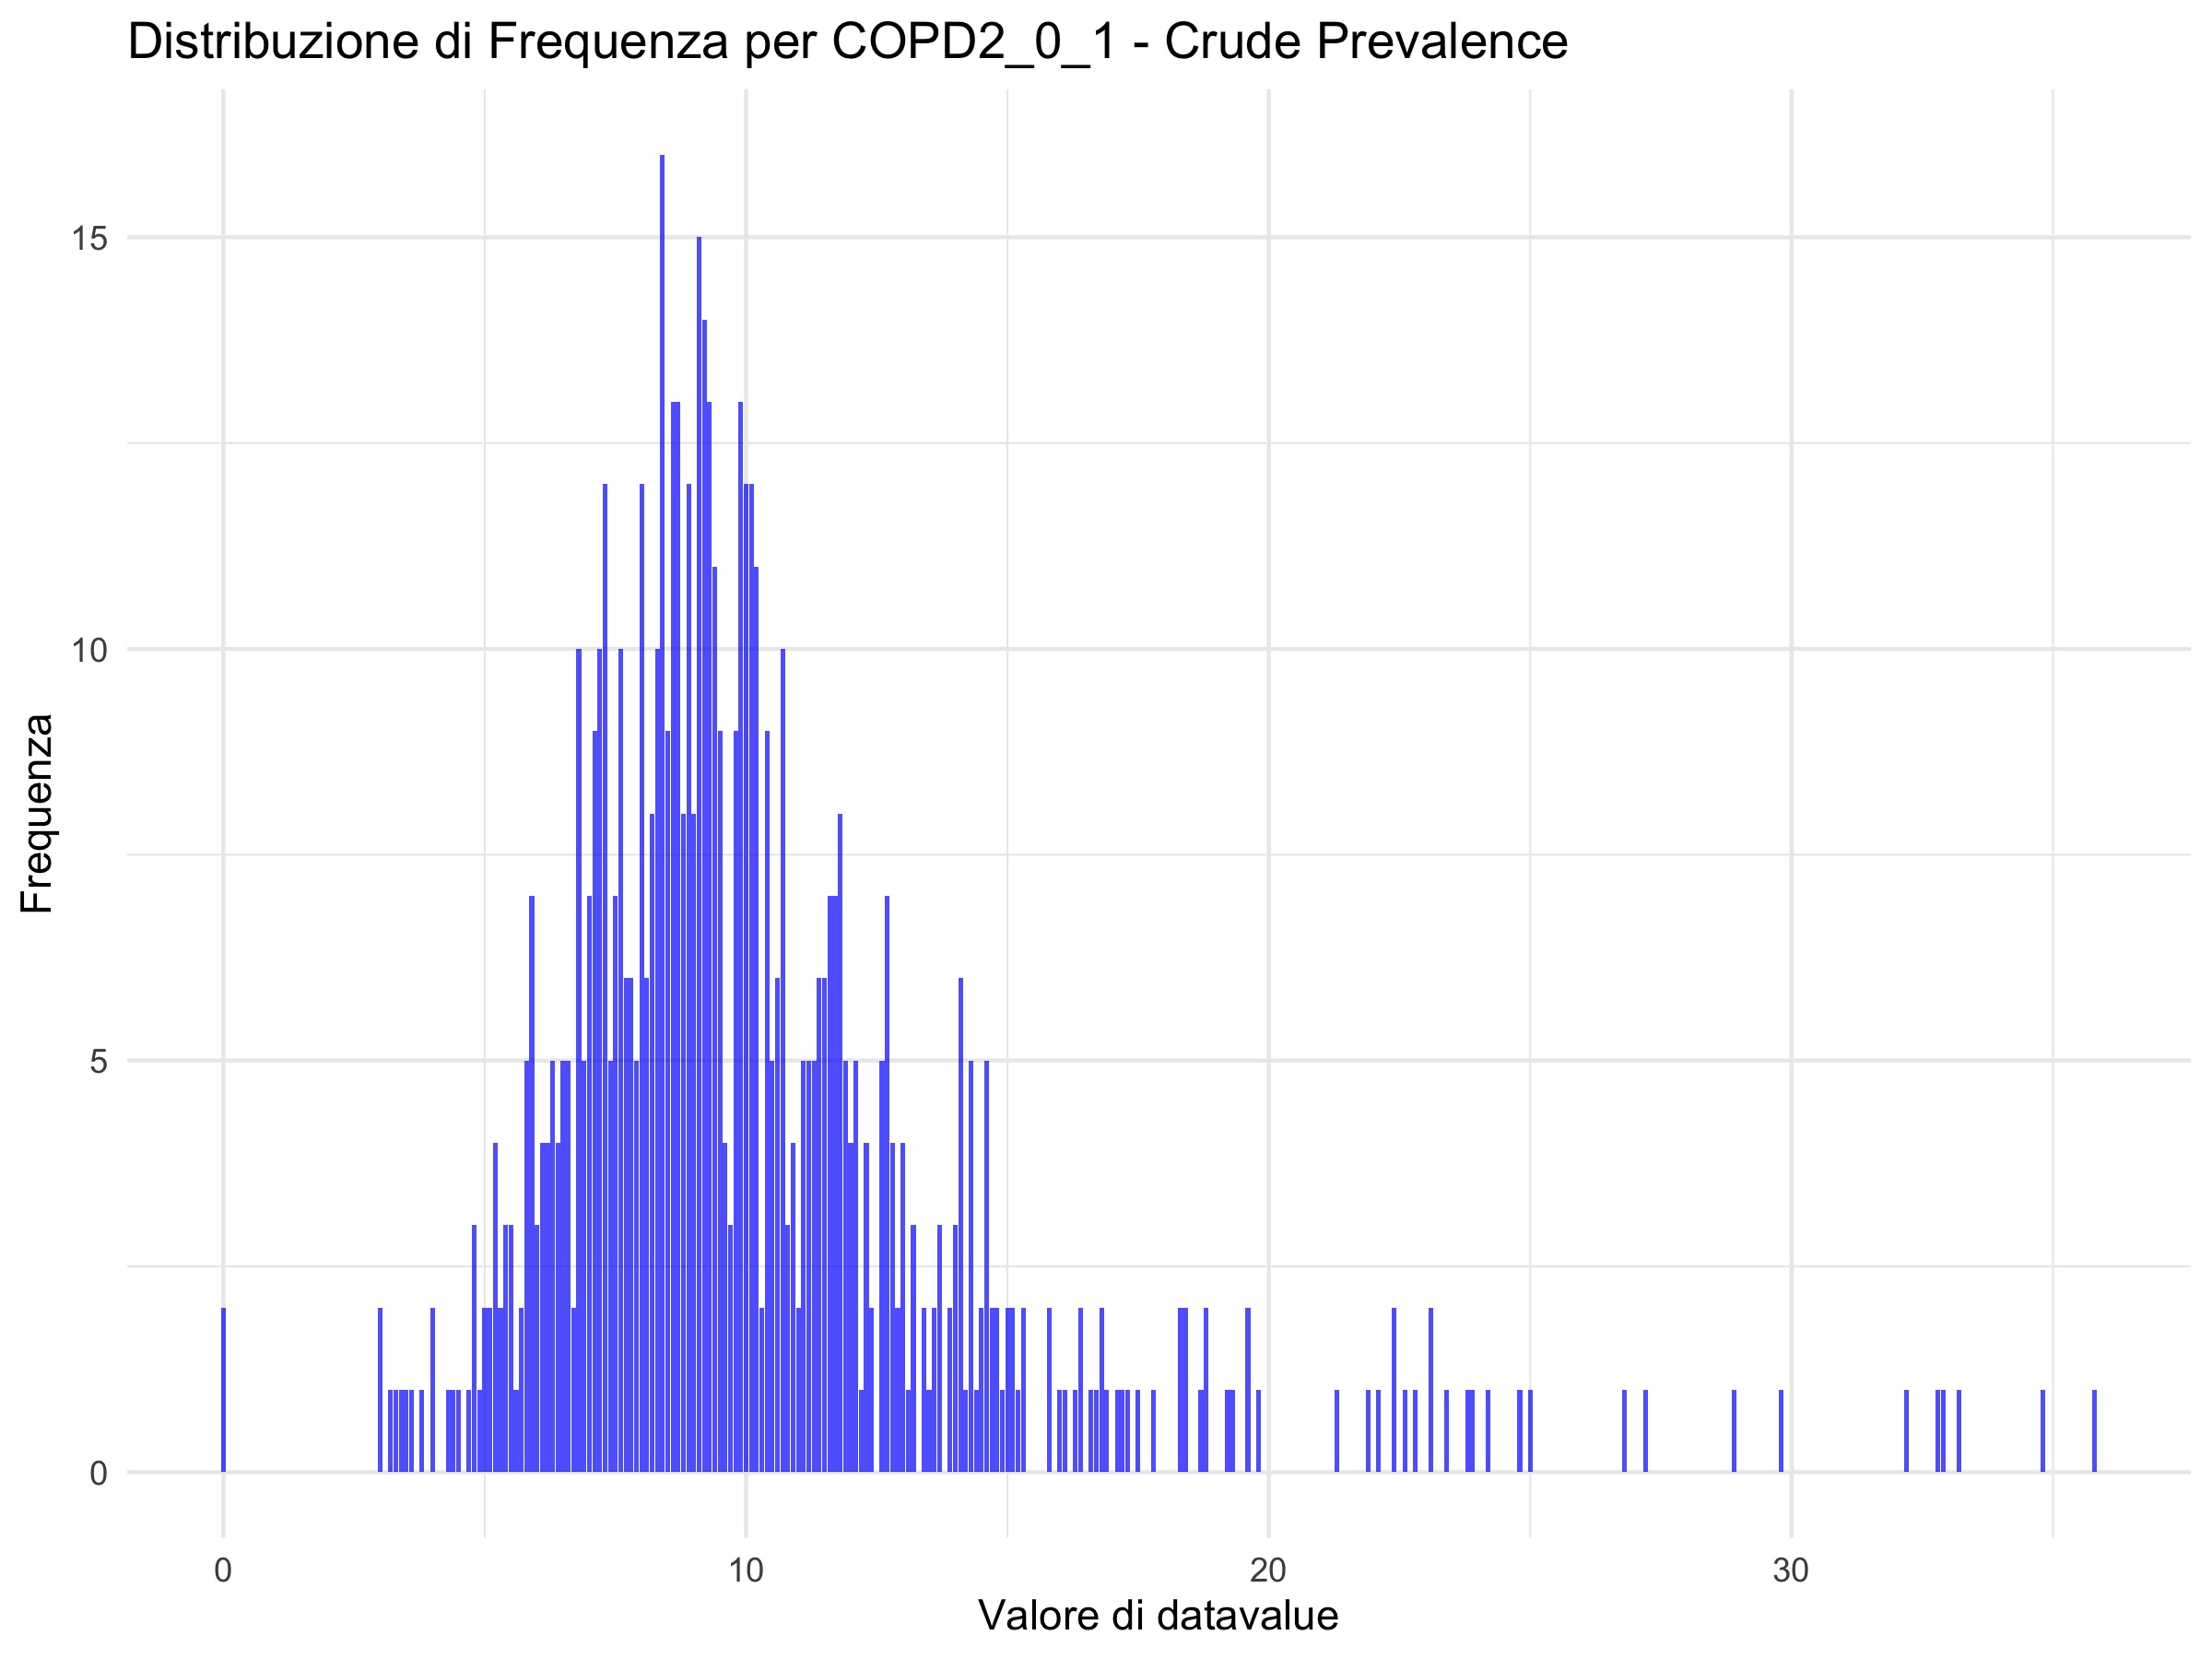 Distribuzione di Frequenza per COPD2_0_1 - Crude Prevalence
Frequenza
15
10
5
0
0 10 20 30
Valore di datavalue